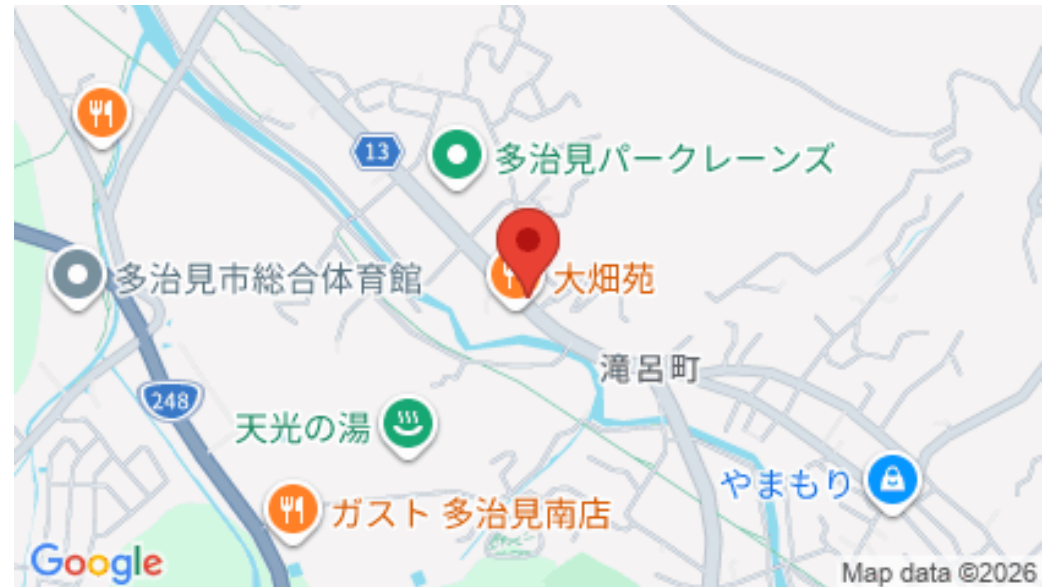 13
多治見パークレーンズ
多治見市総合体育館
大畑苑
滝呂町
248
天光の湯
やまもり
ガスト 多治見南店
Google
Map data ©2026